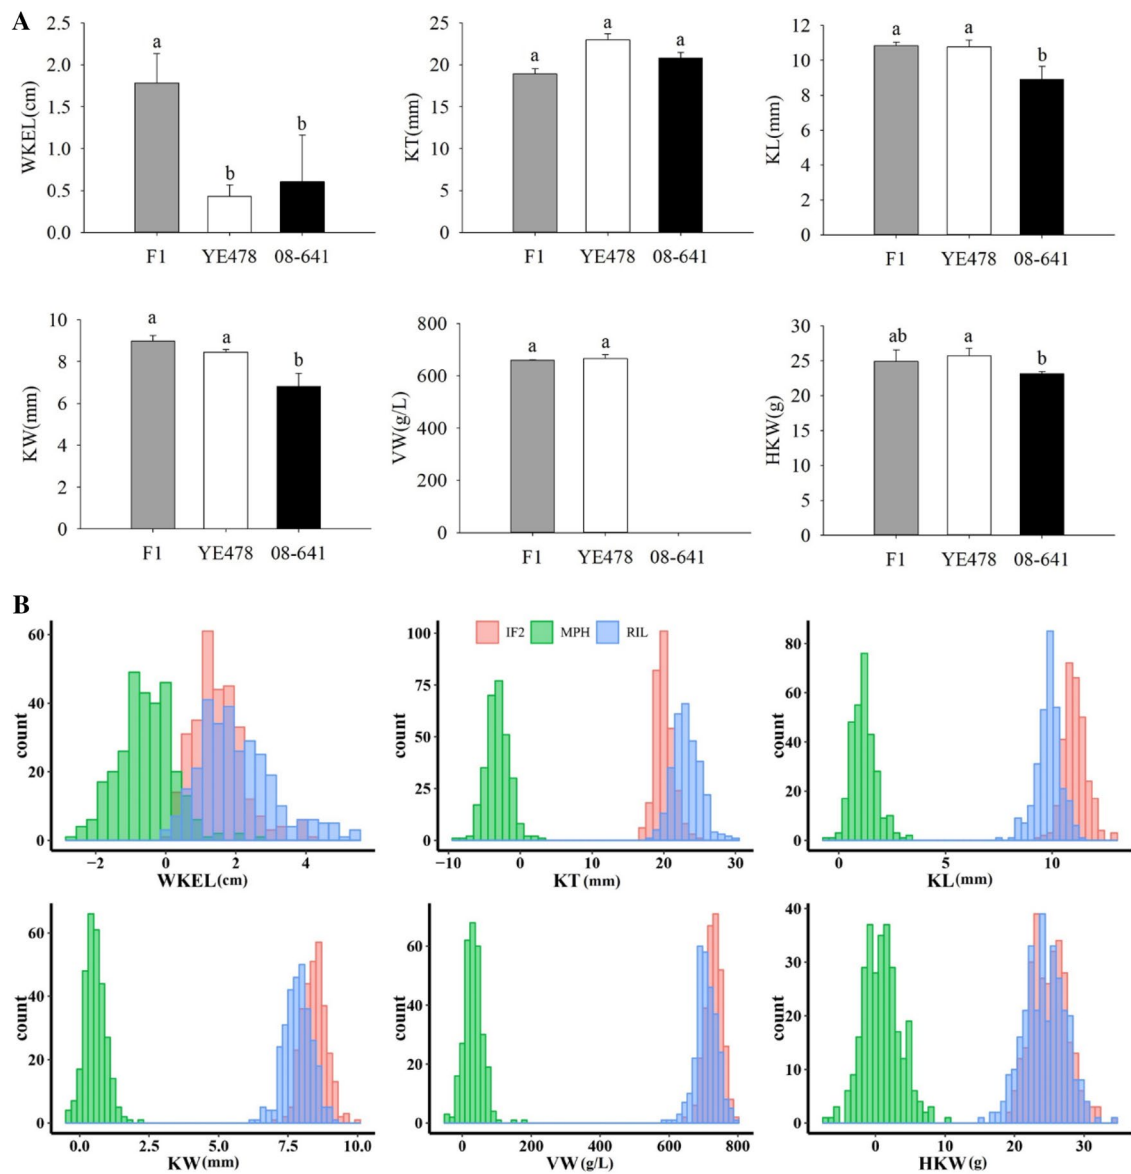 A
WKEL(cm)
2.5
2.0
1.5
1.0
0.5
0.0
a
b
b
F1 YE478 08-641
KT(mm)
25
20
15
10
5
0
a
a
a
F1 YE478 08-641
KL(mm)
12
10
8
6
4
2
0
a
a
b
F1 YE478 08-641
KW(mm)
10
8
6
4
2
0
a
a
b
F1 YE478 08-641
VW(g/L)
800
600
400
200
0
a
a
F1 YE478 08-641
HKW(g)
30
25
20
15
10
5
0
ab
a
b
F1 YE478 08-641
B
count
60
40
20
0
−2 0 2 4
WKEL(cm)
IF2 MPH RIL
count
100
75
50
25
0
−10 0 10 20 30
KT(mm)
count
80
60
40
20
0
0 5 10
KL(mm)
count
60
40
20
0
0.0 2.5 5.0 7.5 10.0
KW(mm)
count
60
40
20
0
0 200 400 600 800
VW(g/L)
count
40
30
20
10
0
0 10 20 30
HKW(g)